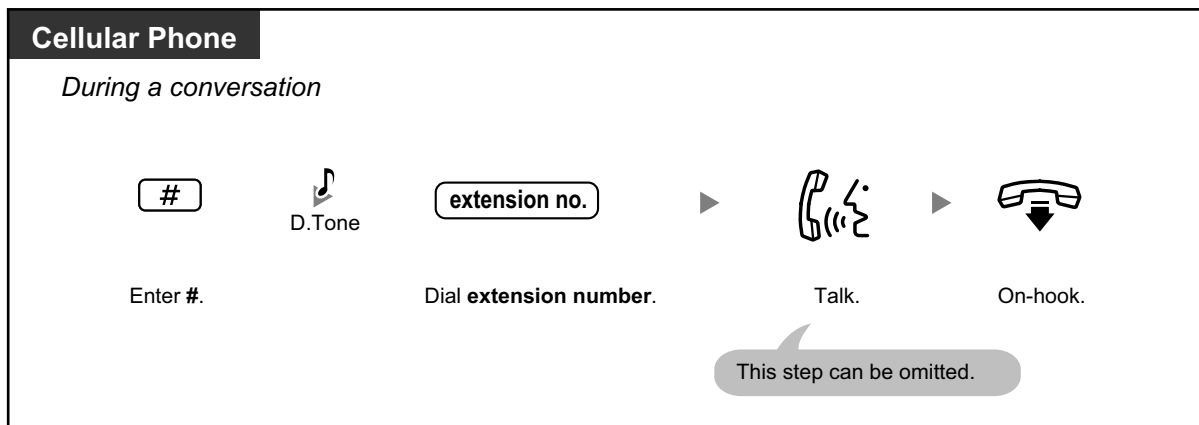 Cellular Phone
During a conversation
#
D.Tone
extension no.
Enter #.
Dial extension number.
Talk.
On-hook.
This step can be omitted.